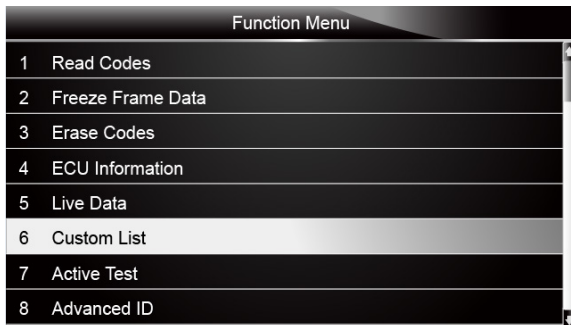 Function Menu
1 Read Codes
2 Freeze Frame Data
3 Erase Codes
4 ECU Information
5 Live Data
6 Custom List
7 Active Test
8 Advanced ID